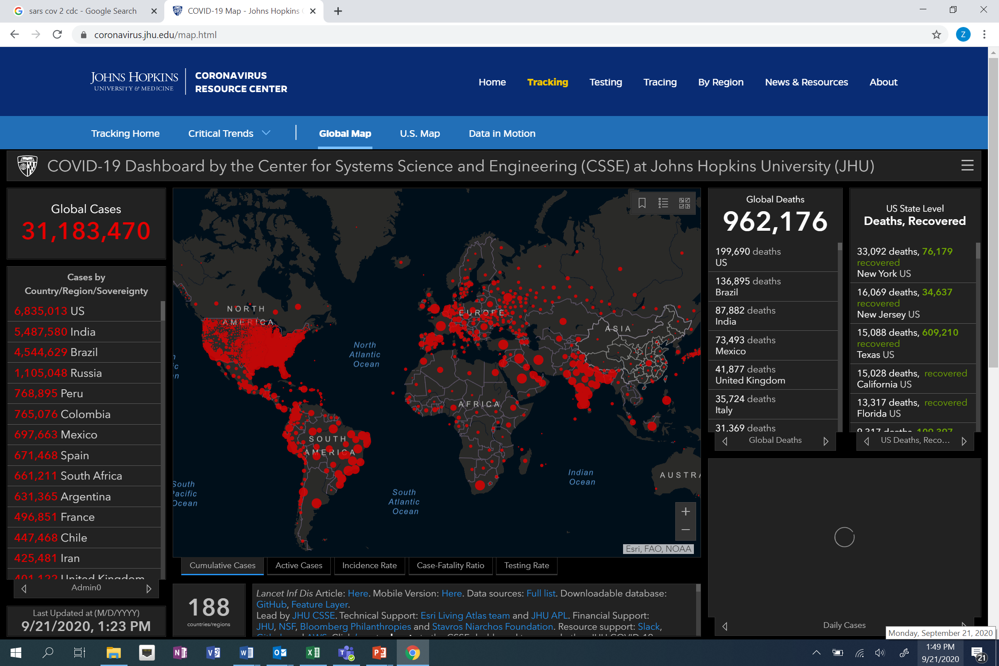 sars cov 2 cdc - Google Search
COVID-19 Map - Johns Hopkins
coronavirus.jhu.edu/map.html
Z
JOHNS HOPKINS
UNIVERSITY & MEDICINE
CORONAVIRUS
RESOURCE CENTER
Home Tracking Testing Tracing By Region News & Resources About
Tracking Home Critical Trends Global Map U.S. Map Data in Motion
COVID-19 Dashboard by the Center for Systems Science and Engineering (CSSE) at Johns Hopkins University (JHU)
Global Cases
31,183,470
Cases by
Country/Region/Sovereignty
6,835,013 US
5,487,580 India
4,544,629 Brazil
1,105,048 Russia
768,895 Peru
765,076 Colombia
697,663 Mexico
671,468 Spain
661,211 South Africa
631,365 Argentina
496,851 France
447,468 Chile
425,481 Iran
401,122 United Kingdom
Admin0
Last Updated at (M/D/YYYY)
9/21/2020, 1:23 PM
NORTH
AMERICA
EUROPE
ASIA
North
Atlantic
Ocean
AFRICA
SOUTH
AMERICA
Indian
Ocean
AUSTRA
South
Pacific
Ocean
South
Atlantic
Ocean
+
−
Esri, FAO, NOAA
Cumulative Cases Active Cases Incidence Rate Case-Fatality Ratio Testing Rate
188
countries/regions
Lancet Inf Dis Article: Here. Mobile Version: Here. Data sources: Full list. Downloadable database:
GitHub, Feature Layer.
Lead by JHU CSSE. Technical Support: Esri Living Atlas team and JHU APL. Financial Support:
JHU, NSF, Bloomberg Philanthropies and Stavros Niarchos Foundation. Resource support: Slack,
Global Deaths
962,176
199,690 deaths
US
136,895 deaths
Brazil
87,882 deaths
India
73,493 deaths
Mexico
41,877 deaths
United Kingdom
35,724 deaths
Italy
31,369 deaths
Global Deaths
US State Level
Deaths, Recovered
33,092 deaths, 76,179
recovered
New York US
16,069 deaths, 34,637
recovered
New Jersey US
15,088 deaths, 609,210
recovered
Texas US
15,028 deaths, recovered
California US
13,317 deaths, recovered
Florida US
9,317 deaths, 109,397
US Deaths, Reco...
Daily Cases
Monday, September 21, 2020
1:49 PM
9/21/2020
21